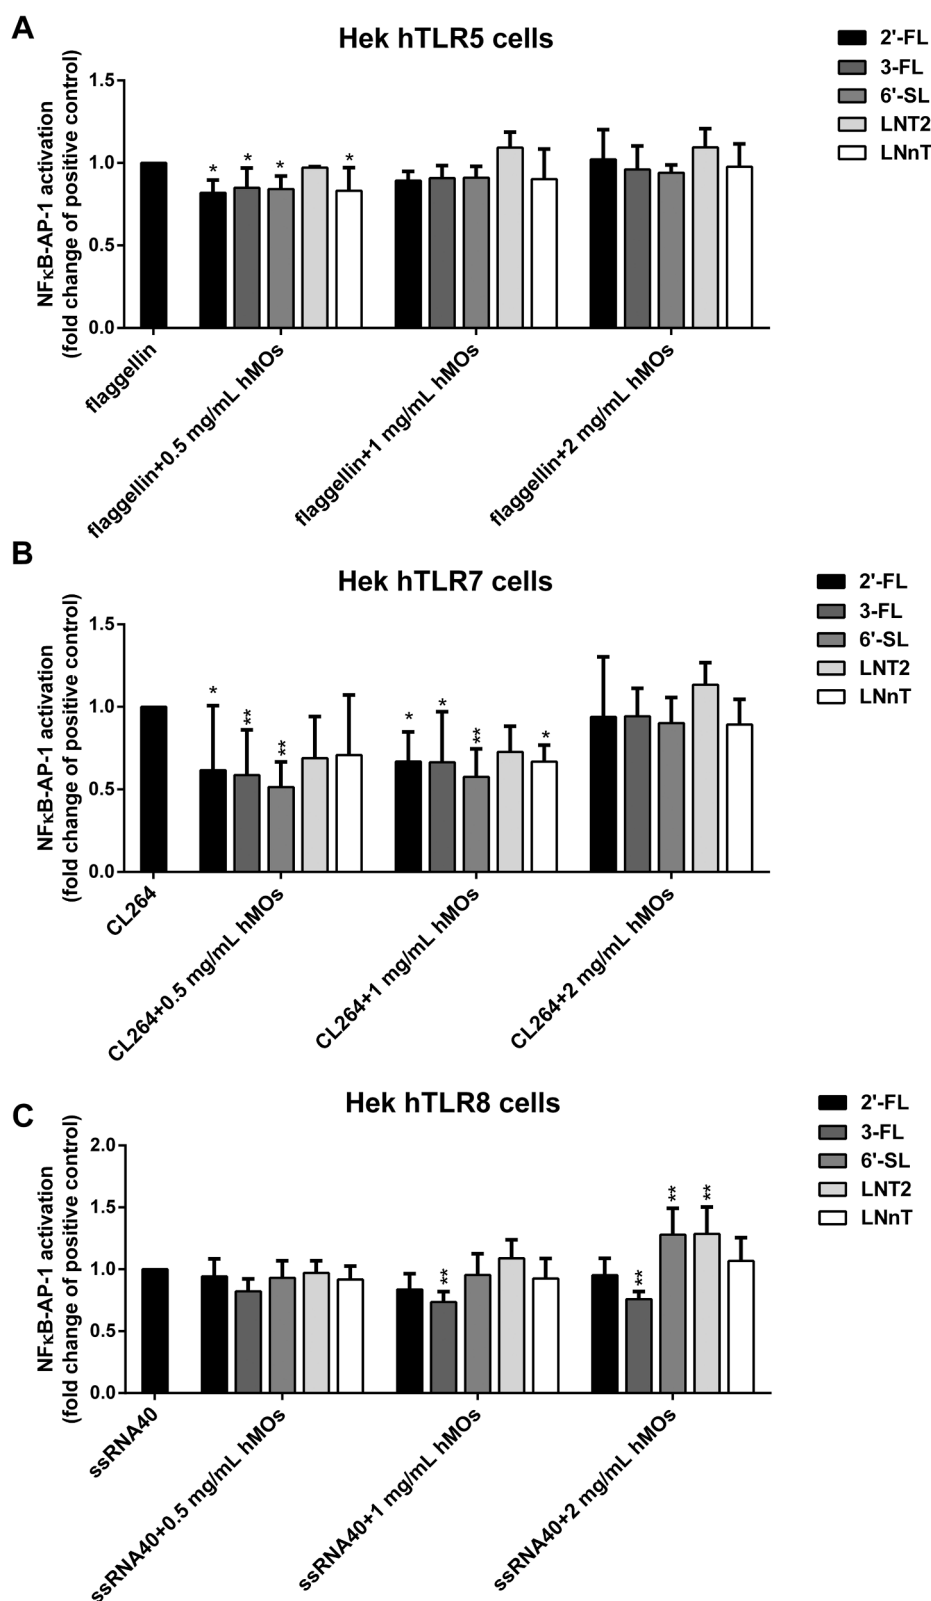 A
Hek hTLR5 cells
2'-FL
3-FL
6'-SL
LNT2
LNnT
NFκB-AP-1 activation
(fold change of positive control)
1.5
1.0
0.5
0.0
* * * *
flaggellin
flaggellin+0.5 mg/mL hMOs
flaggellin+1 mg/mL hMOs
flaggellin+2 mg/mL hMOs
B
Hek hTLR7 cells
2'-FL
3-FL
6'-SL
LNT2
LNnT
NFκB-AP-1 activation
(fold change of positive control)
1.5
1.0
0.5
0.0
* ** ** * * ** *
CL264
CL264+0.5 mg/mL hMOs
CL264+1 mg/mL hMOs
CL264+2 mg/mL hMOs
C
Hek hTLR8 cells
2'-FL
3-FL
6'-SL
LNT2
LNnT
NFκB-AP-1 activation
(fold change of positive control)
2.0
1.5
1.0
0.5
0.0
** ** ** **
ssRNA40
ssRNA40+0.5 mg/mL hMOs
ssRNA40+1 mg/mL hMOs
ssRNA40+2 mg/mL hMOs